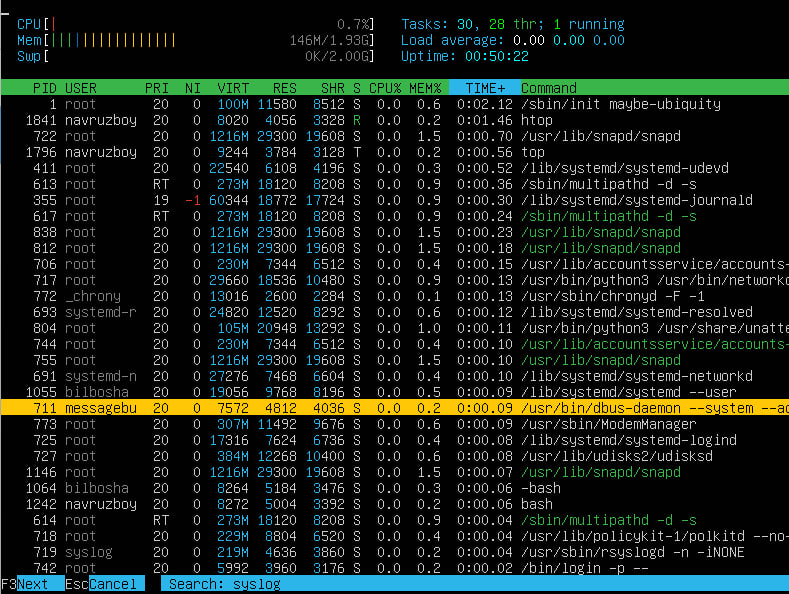 CPU[| 0.7%] Tasks: 30, 28 thr; 1 running
Mem[|||||||||||||||| 146M/1.93G] Load average: 0.00 0.00 0.00
Swp[ 0K/2.00G] Uptime: 00:50:22
PID USER PRI NI VIRT RES SHR S CPU% MEM% TIME+ Command
1 root 20 0 100M 11580 8512 S 0.0 0.6 0:02.12 /sbin/init maybe-ubiquity
1841 navruzboy 20 0 8020 4056 3328 R 0.0 0.2 0:01.46 htop
722 root 20 0 1216M 29300 19608 S 0.0 1.5 0:00.70 /usr/lib/snapd/snapd
1796 navruzboy 20 0 9244 3784 3128 T 0.0 0.2 0:00.56 top
411 root 20 0 22540 6108 4196 S 0.0 0.3 0:00.52 /lib/systemd/systemd-udevd
613 root RT 0 273M 18120 8208 S 0.0 0.9 0:00.36 /sbin/multipathd -d -s
355 root 19 -1 60344 18772 17724 S 0.0 0.9 0:00.30 /lib/systemd/systemd-journald
617 root RT 0 273M 18120 8208 S 0.0 0.9 0:00.24 /sbin/multipathd -d -s
838 root 20 0 1216M 29300 19608 S 0.0 1.5 0:00.23 /usr/lib/snapd/snapd
812 root 20 0 1216M 29300 19608 S 0.0 1.5 0:00.18 /usr/lib/snapd/snapd
706 root 20 0 230M 7344 6512 S 0.0 0.4 0:00.15 /usr/lib/accountsservice/accounts-
717 root 20 0 29660 18536 10480 S 0.0 0.9 0:00.13 /usr/bin/python3 /usr/bin/networkd
772 _chrony 20 0 13016 2600 2284 S 0.0 0.1 0:00.13 /usr/sbin/chronyd -F -1
693 systemd-r 20 0 24820 12520 8292 S 0.0 0.6 0:00.12 /lib/systemd/systemd-resolved
804 root 20 0 105M 20948 13292 S 0.0 1.0 0:00.11 /usr/bin/python3 /usr/share/unatte
744 root 20 0 230M 7344 6512 S 0.0 0.4 0:00.10 /usr/lib/accountsservice/accounts-
755 root 20 0 1216M 29300 19608 S 0.0 1.5 0:00.10 /usr/lib/snapd/snapd
691 systemd-n 20 0 27276 7468 6604 S 0.0 0.4 0:00.10 /lib/systemd/systemd-networkd
1055 bilbosha 20 0 19056 9768 8196 S 0.0 0.5 0:00.09 /lib/systemd/systemd --user
711 messagebu 20 0 7572 4812 4036 S 0.0 0.2 0:00.09 /usr/bin/dbus-daemon --system --ad
773 root 20 0 307M 11492 9676 S 0.0 0.6 0:00.09 /usr/sbin/ModemManager
725 root 20 0 17316 7624 6736 S 0.0 0.4 0:00.08 /lib/systemd/systemd-logind
727 root 20 0 384M 12268 10400 S 0.0 0.6 0:00.08 /usr/lib/udisks2/udisksd
1146 root 20 0 1216M 29300 19608 S 0.0 1.5 0:00.07 /usr/lib/snapd/snapd
1064 bilbosha 20 0 8264 5184 3476 S 0.0 0.3 0:00.06 -bash
1242 navruzboy 20 0 8272 5004 3392 S 0.0 0.2 0:00.06 bash
614 root RT 0 273M 18120 8208 S 0.0 0.9 0:00.04 /sbin/multipathd -d -s
718 root 20 0 229M 8804 6520 S 0.0 0.4 0:00.04 /usr/lib/policykit-1/polkitd --no-
719 syslog 20 0 219M 4636 3860 S 0.0 0.2 0:00.04 /usr/sbin/rsyslogd -n -iNONE
742 root 20 0 5992 3960 3176 S 0.0 0.2 0:00.04 /bin/login -p --
F3Next EscCancel Search: syslog